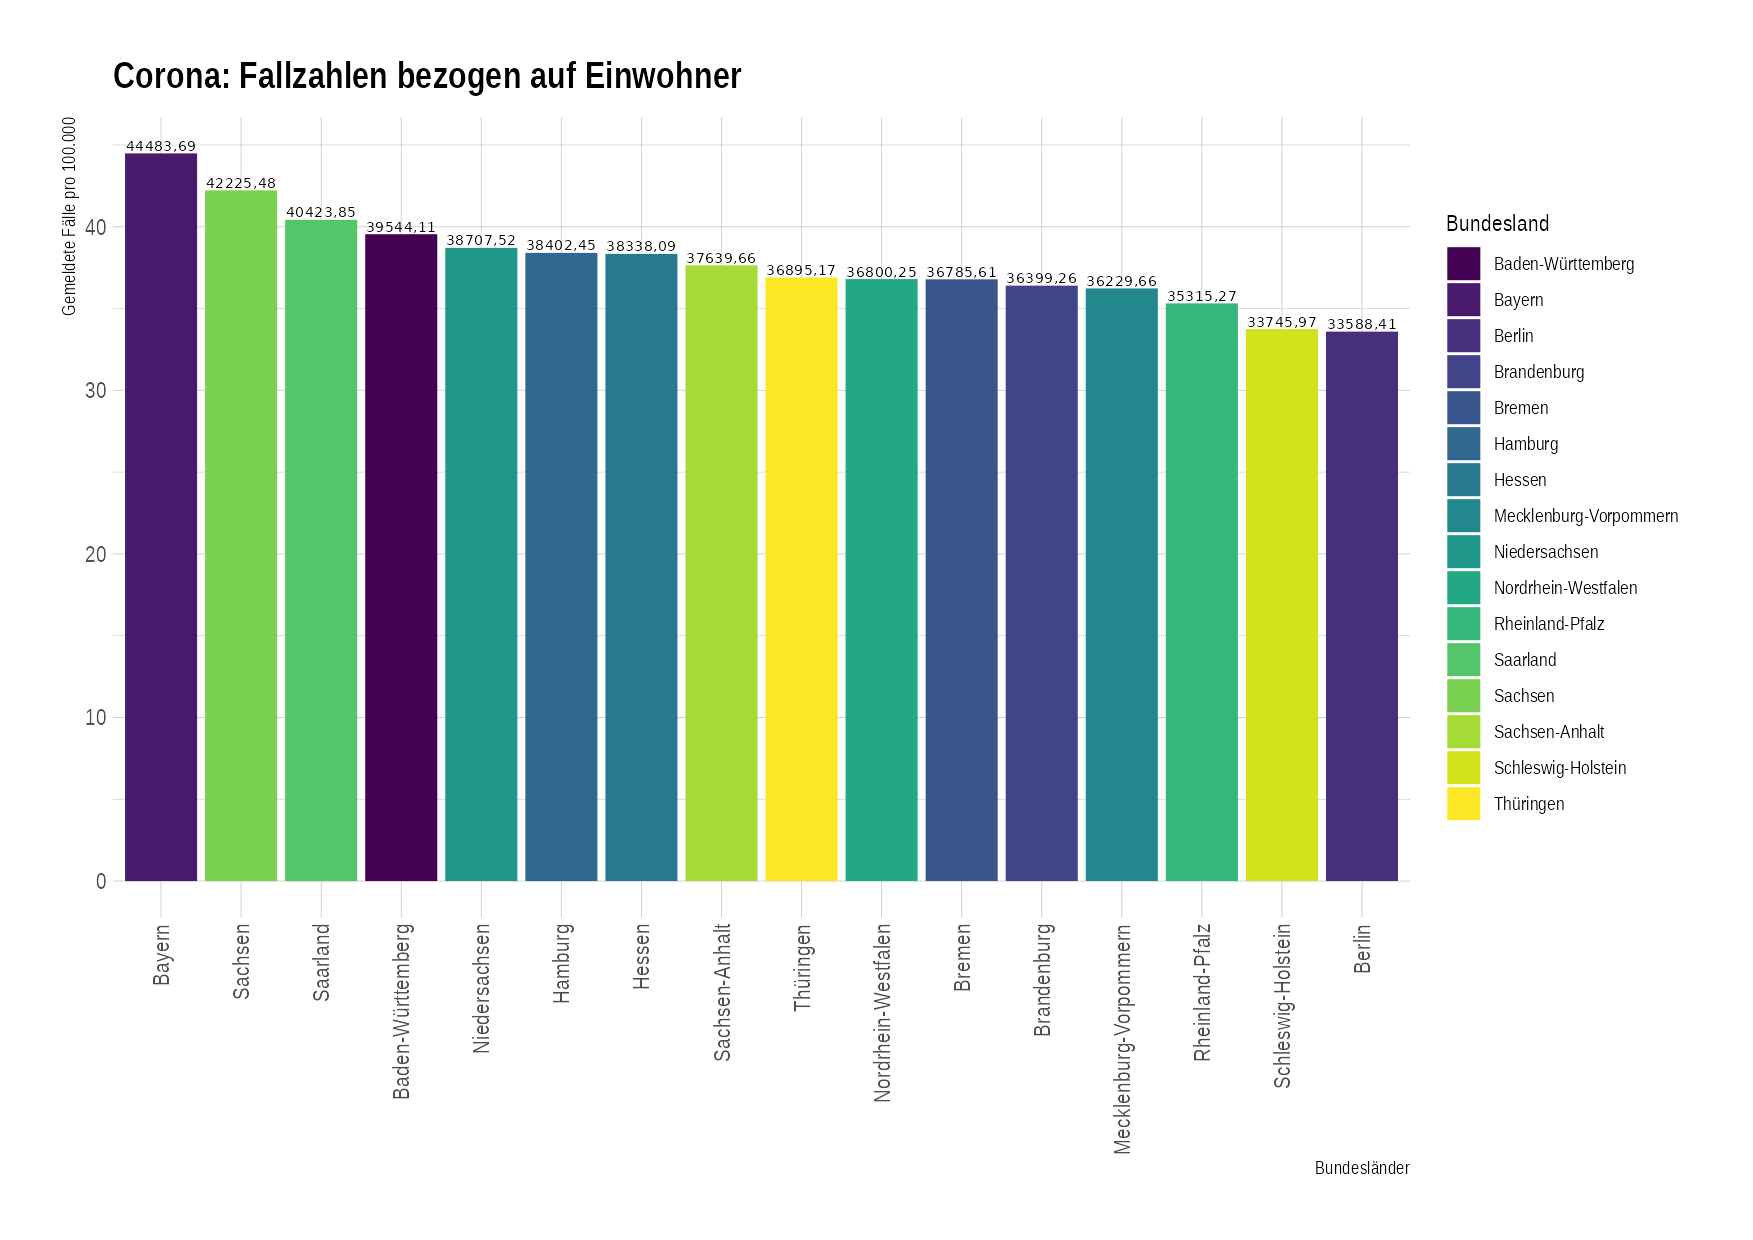 Corona: Fallzahlen bezogen auf Einwohner
Gemeldete Fälle pro 100.000
40
30
20
10
0
44483,69
42225,48
40423,85
39544,11
38707,52
38402,45
38338,09
37639,66
36895,17
36800,25
36785,61
36399,26
36229,66
35315,27
33745,97
33588,41
Bayern
Sachsen
Saarland
Baden-Württemberg
Niedersachsen
Hamburg
Hessen
Sachsen-Anhalt
Thüringen
Nordrhein-Westfalen
Bremen
Brandenburg
Mecklenburg-Vorpommern
Rheinland-Pfalz
Schleswig-Holstein
Berlin
Bundesländer
Bundesland
Baden-Württemberg
Bayern
Berlin
Brandenburg
Bremen
Hamburg
Hessen
Mecklenburg-Vorpommern
Niedersachsen
Nordrhein-Westfalen
Rheinland-Pfalz
Saarland
Sachsen
Sachsen-Anhalt
Schleswig-Holstein
Thüringen